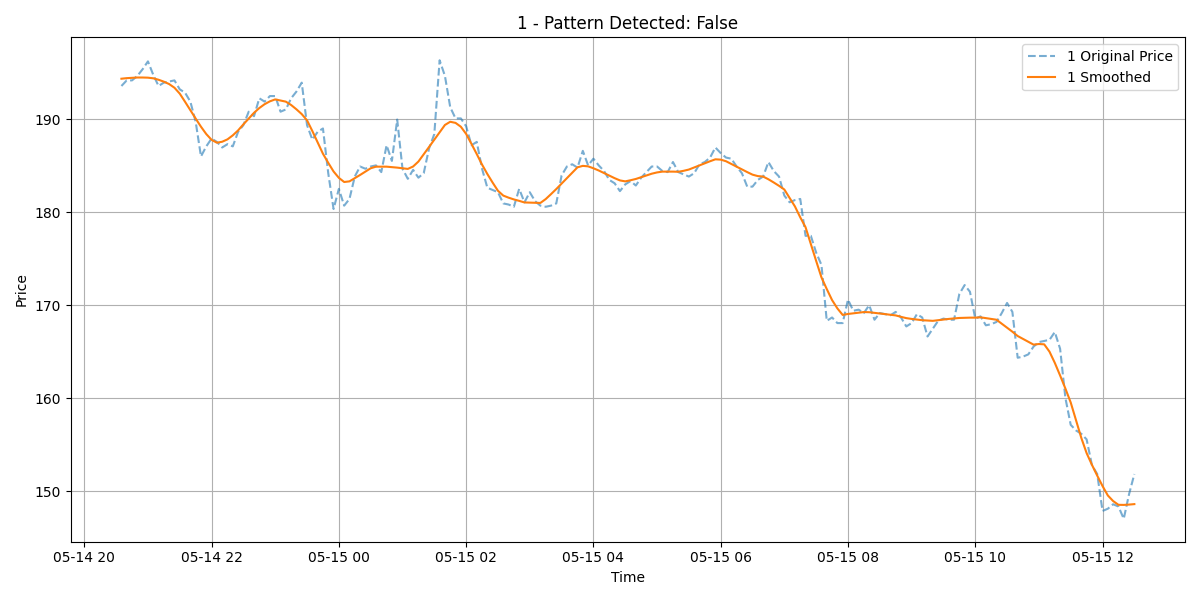 1 - Pattern Detected: False
1 Original Price
1 Smoothed
Price
190
180
170
160
150
05-14 20 05-14 22 05-15 00 05-15 02 05-15 04 05-15 06 05-15 08 05-15 10 05-15 12
Time